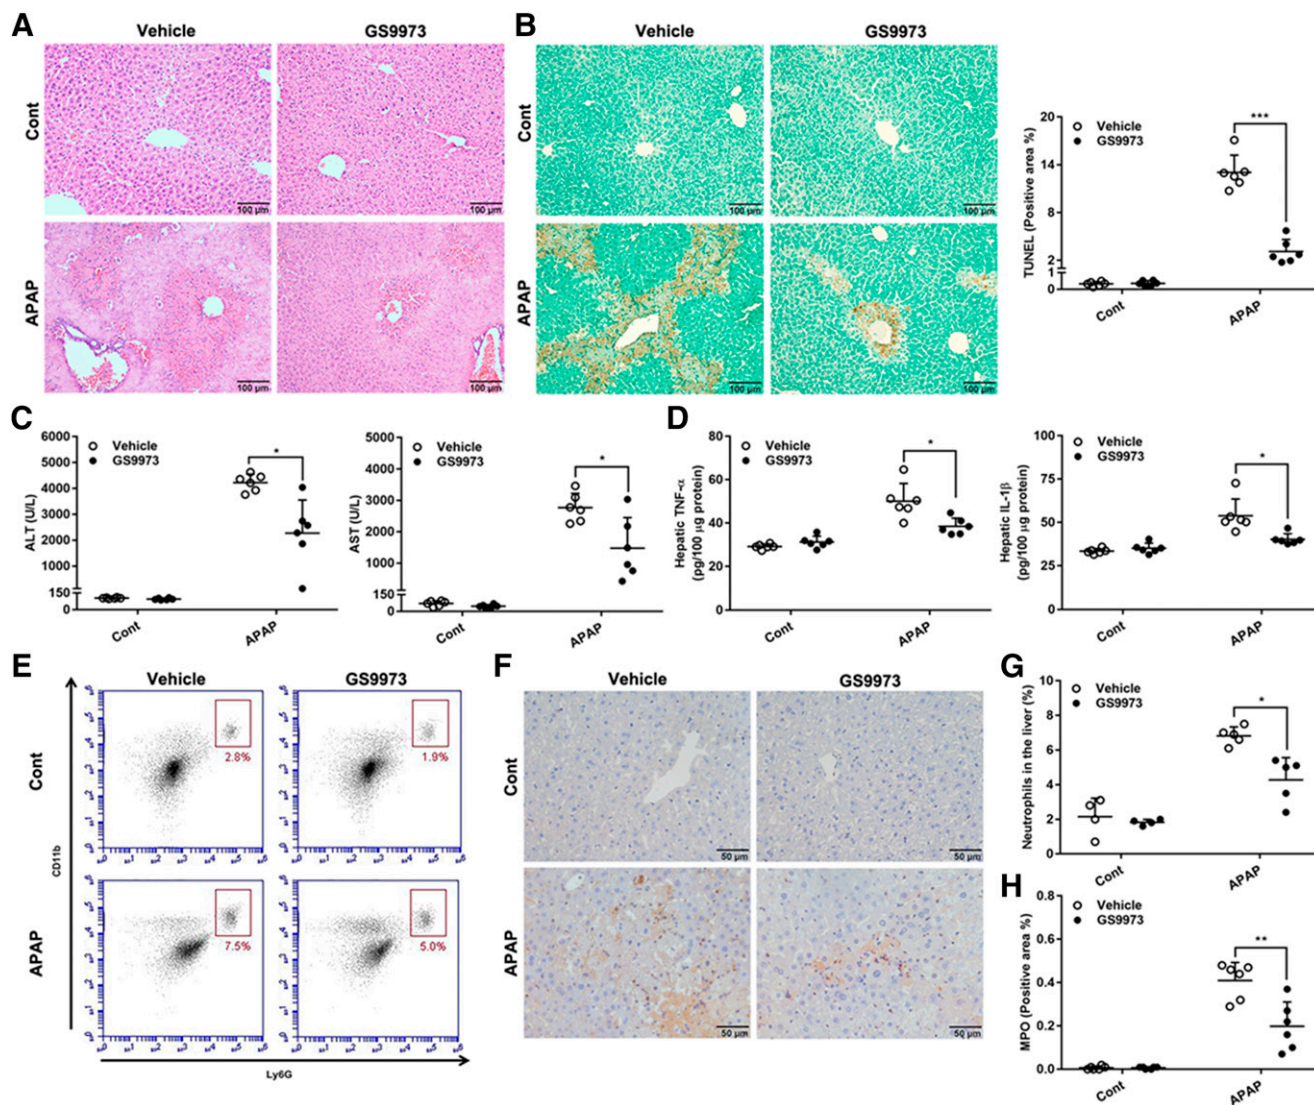 A
Vehicle
GS9973
Cont
100 µm
100 µm
APAP
100 µm
100 µm
B
Vehicle
GS9973
Cont
100 µm
100 µm
APAP
100 µm
100 µm
TUNEL (Positive area %)
20
14
8
2
1
0
Vehicle
GS9973
***
Cont
APAP
C
ALT (U/L)
6000
5000
4000
3000
2000
1000
150
0
Vehicle
GS9973
*
Cont
APAP
AST (U/L)
5000
4000
3000
2000
1000
150
0
Vehicle
GS9973
*
Cont
APAP
D
Hepatic TNF-α
(pg/100 µg protein)
80
60
40
20
0
Vehicle
GS9973
*
Cont
APAP
Hepatic IL-1β
(pg/100 µg protein)
100
75
50
25
0
Vehicle
GS9973
*
Cont
APAP
E
Vehicle
GS9973
Cont
2.8%
1.9%
APAP
7.5%
5.0%
CD11b
Ly6G
F
Vehicle
GS9973
Cont
50 µm
50 µm
APAP
50 µm
50 µm
G
Neutrophils in the liver (%)
10
8
6
4
2
0
Vehicle
GS9973
*
Cont
APAP
H
MPO (Positive area %)
0.8
0.6
0.4
0.2
0.0
Vehicle
GS9973
**
Cont
APAP